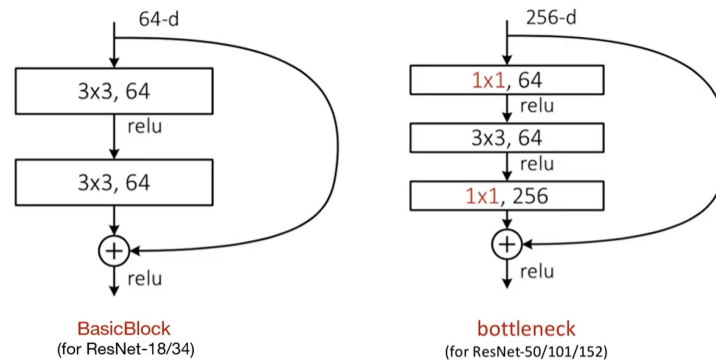 64-d
3x3, 64
relu
3x3, 64
+
relu
BasicBlock
(for ResNet-18/34)
256-d
1x1, 64
relu
3x3, 64
relu
1x1, 256
+
relu
bottleneck
(for ResNet-50/101/152)